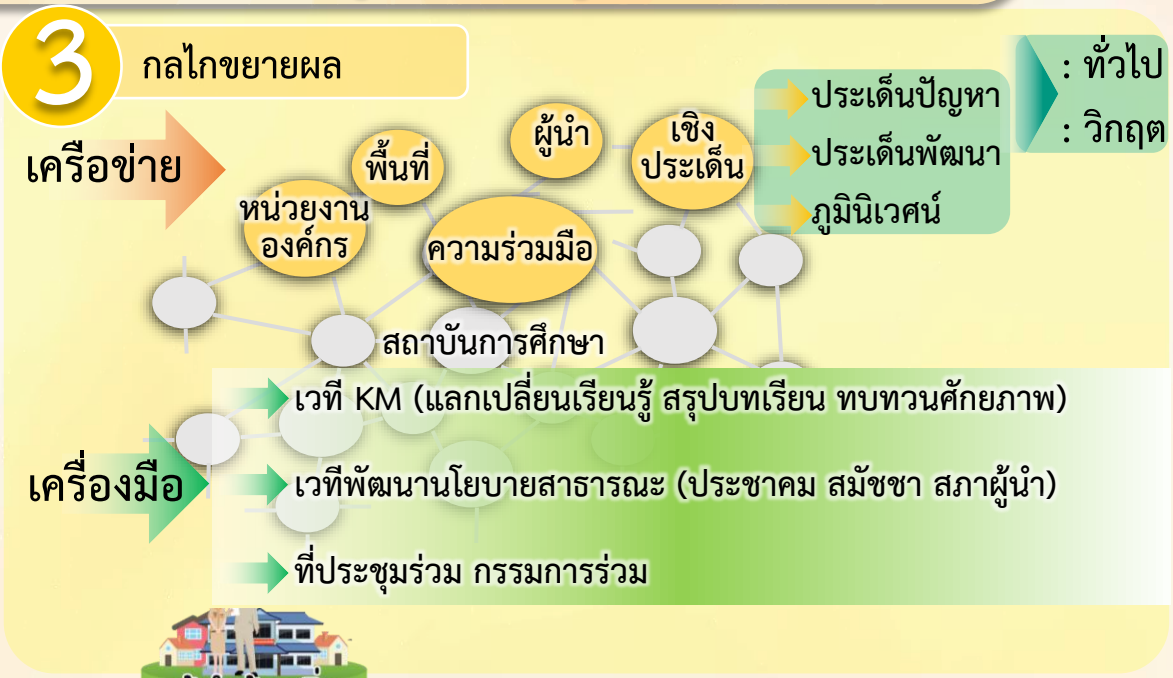 3
กลไกขยายผล
: ทั่วไป
: วิกฤต
เครือข่าย
หน่วยงาน
องค์กร
พื้นที่
ผู้นำ
เชิง
ประเด็น
ความร่วมมือ
ประเด็นปัญหา
ประเด็นพัฒนา
ภูมินิเวศน์
สถาบันการศึกษา
เครื่องมือ
เวที KM (แลกเปลี่ยนเรียนรู้ สรุปบทเรียน ทบทวนศักยภาพ)
เวทีพัฒนานโยบายสาธารณะ (ประชาคม สมัชชา สภาผู้นำ)
ที่ประชุมร่วม กรรมการร่วม